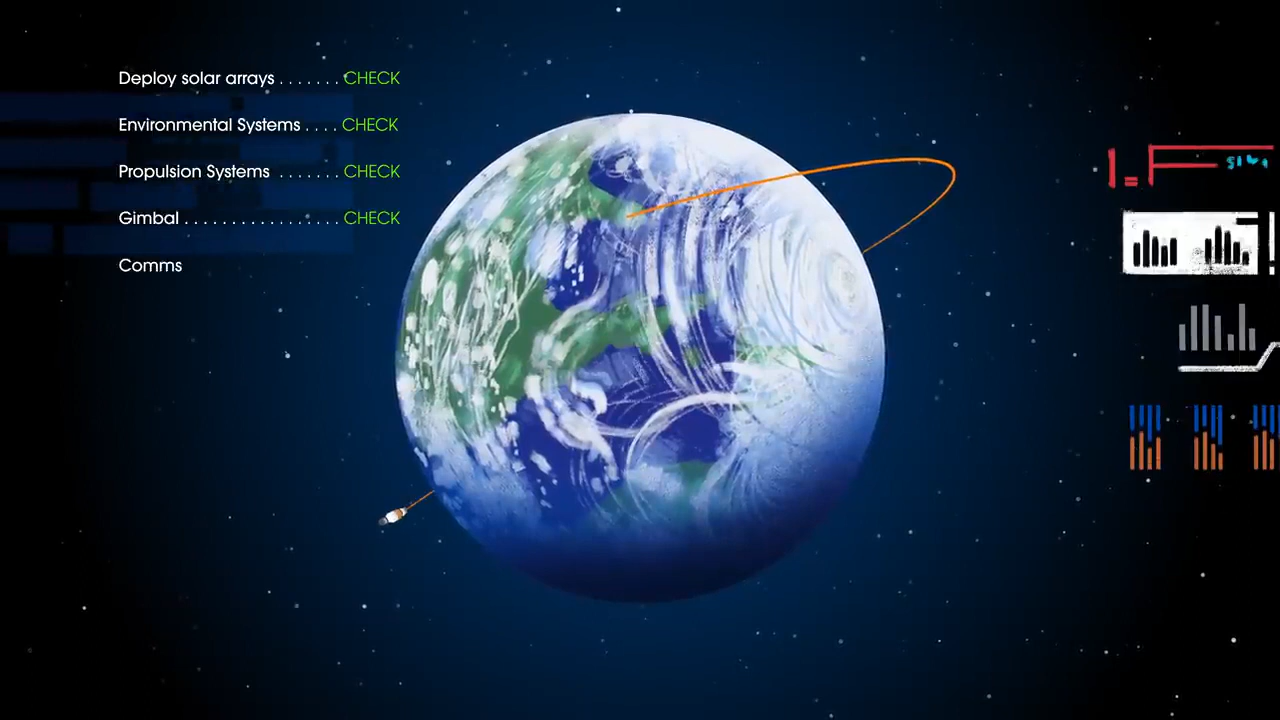 Deploy solar arrays . . . . . . . CHECK
Environmental Systems . . . . CHECK
Propulsion Systems . . . . . . . CHECK
Gimbal . . . . . . . . . . . . . . . . CHECK
Comms